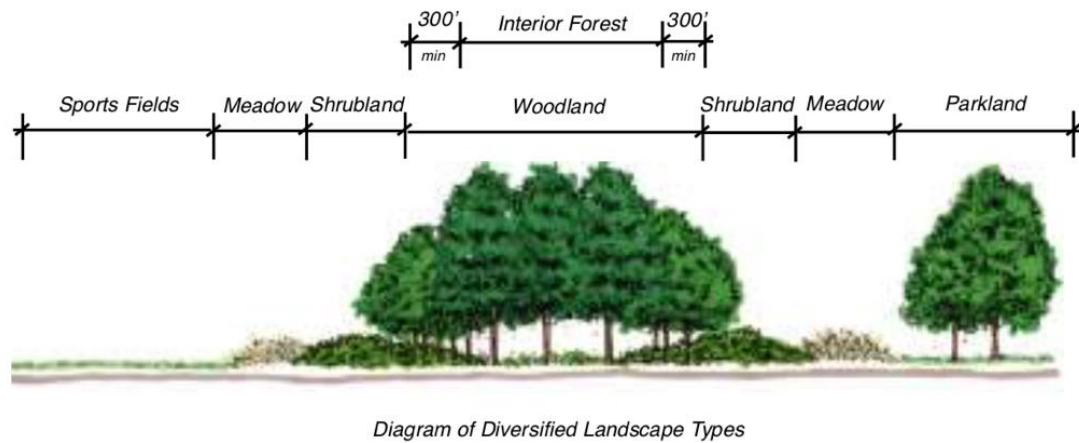 300' Interior Forest 300'
min min
Sports Fields Meadow Shrubland Woodland Shrubland Meadow Parkland
Diagram of Diversified Landscape Types